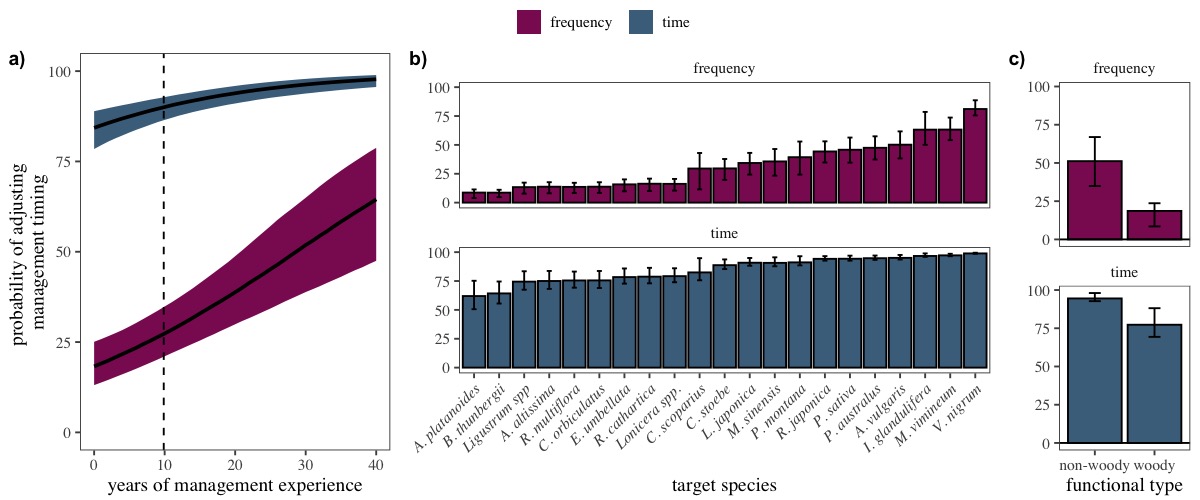 frequency time
a)
probability of adjusting
management timing
100
75
50
25
0
0 10 20 30 40
years of management experience
b)
frequency
100
75
50
25
0
time
100
75
50
25
0
A. platanoides
B. thunbergii
Ligustrum spp
A. altissima
R. multiflora
C. orbiculatus
E. umbellata
R. cathartica
Lonicera spp.
C. scoparius
C. stoebe
L. japonica
M. sinensis
P. montana
R. japonica
P. sativa
P. australus
A. vulgaris
I. glandulifera
M. vimineum
V. nigrum
target species
c)
frequency
100
75
50
25
0
time
100
75
50
25
0
non-woody woody
functional type